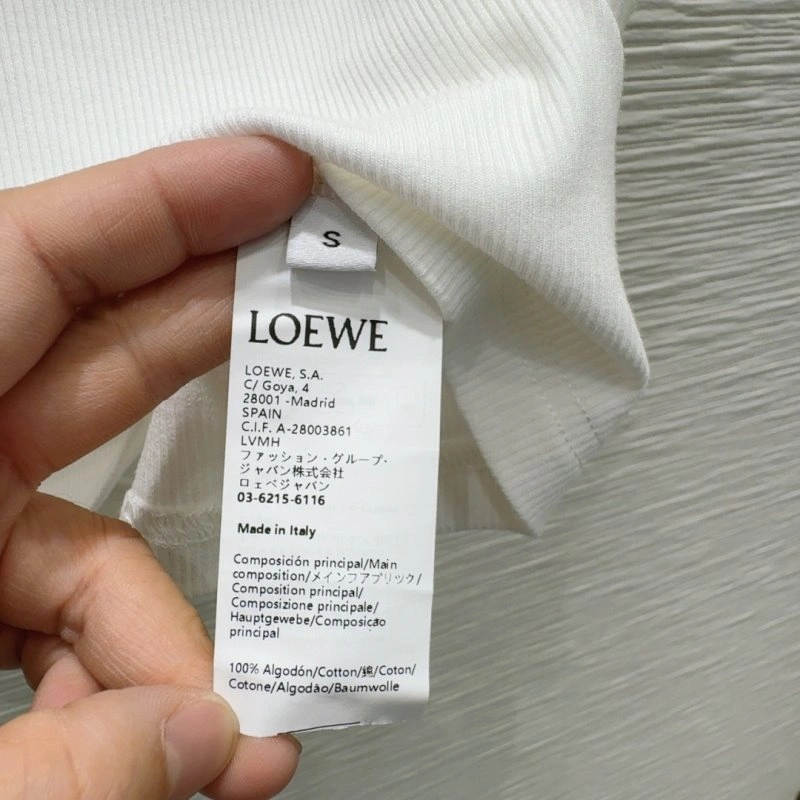 S
LOEWE
LOEWE, S.A.
C/ Goya, 4
28001 -Madrid
SPAIN
C.I.F. A-28003861
LVMH
ファッション・グループ・
ジャパン株式会社
ロェベジャパン
03-6215-6116
Made in Italy
Composición principal/Main
composition/メインファブリック/
Composition principal/
Composizione principale/
Hauptgewebe/Composicão
principal
100% Algodón/Cotton/綿/Coton/
Cotone/Algodão/Baumwolle